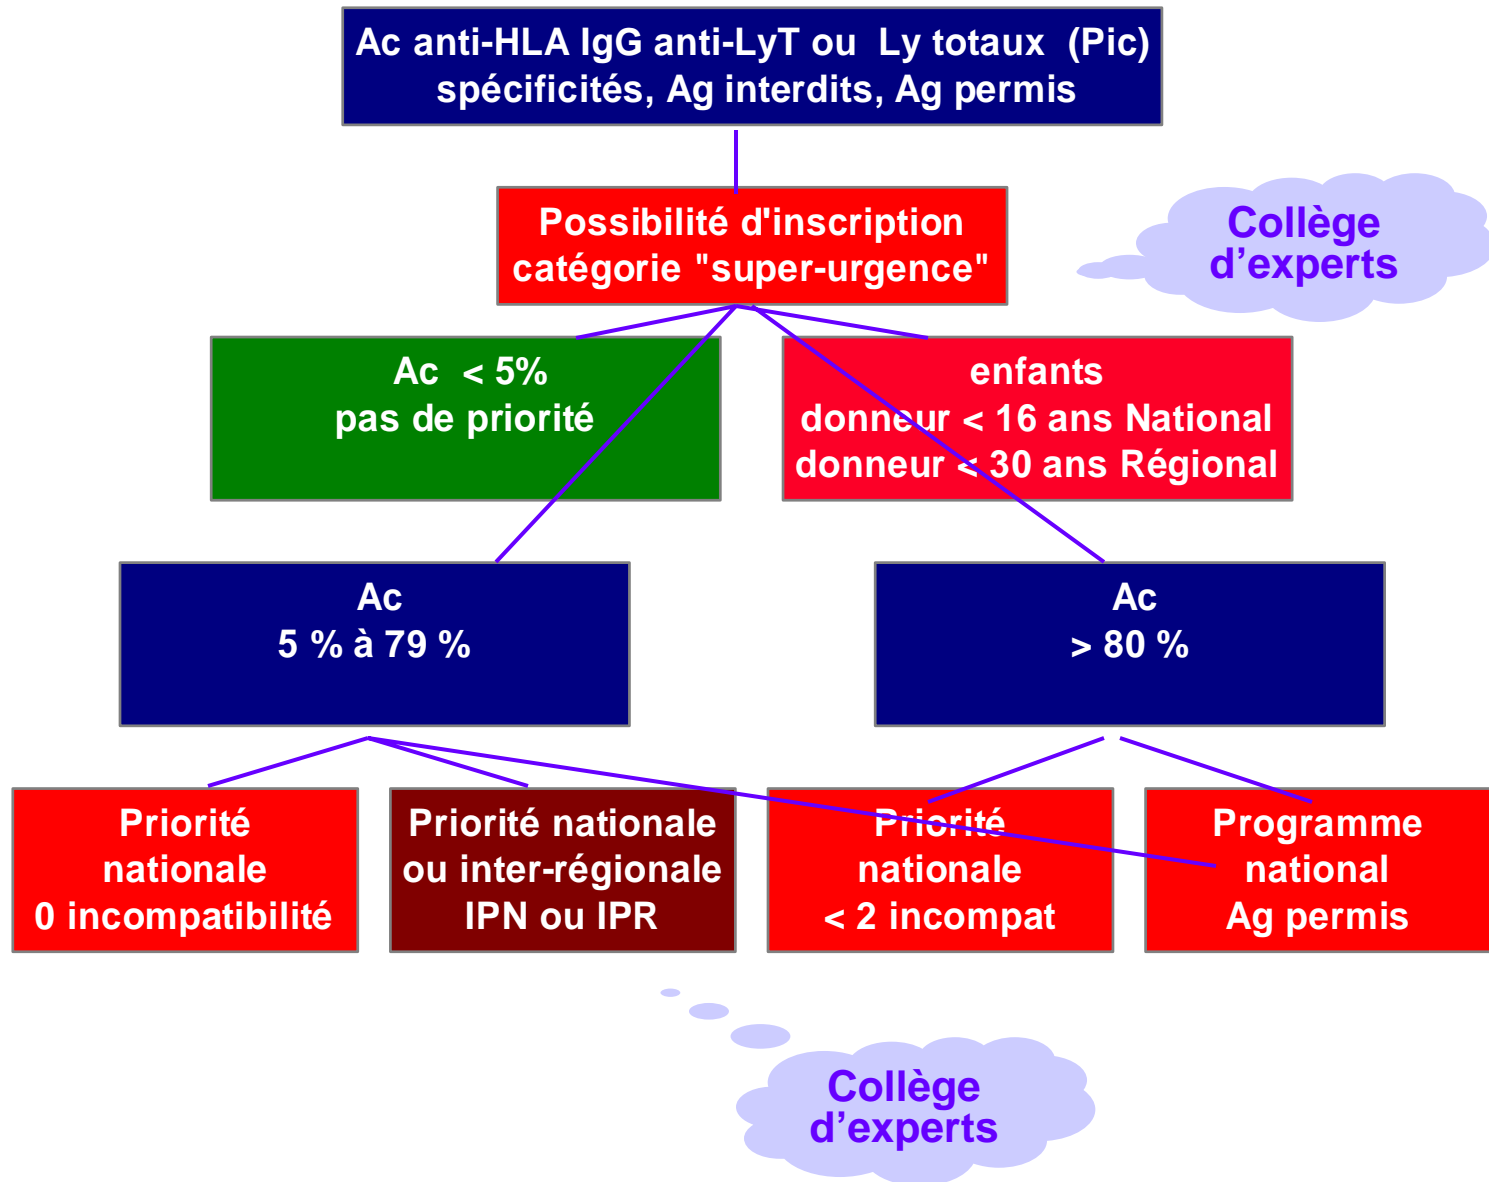 Ac anti-HLA IgG anti-LyT ou Ly totaux (Pic)
spécificités, Ag interdits, Ag permis
Possibilité d'inscription
catégorie "super-urgence"
Collège
d’experts
Ac < 5%
pas de priorité
enfants
donneur < 16 ans National
donneur < 30 ans Régional
Ac
5 % à 79 %
Ac
> 80 %
Priorité
nationale
0 incompatibilité
Priorité nationale
ou inter-régionale
IPN ou IPR
Priorité
nationale
< 2 incompat
Programme
national
Ag permis
Collège
d’experts